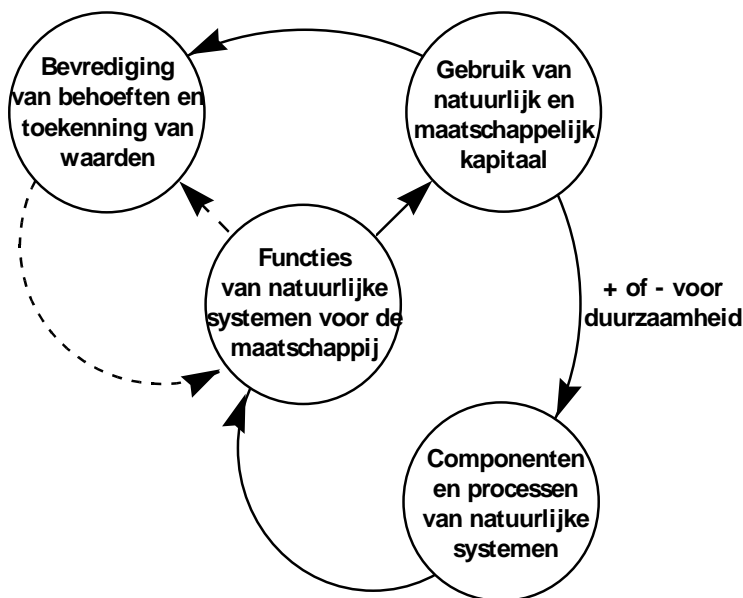 Bevrediging
van behoeften en
toekenning van
waarden
Gebruik van
natuurlijk en
maatschappelijk
kapitaal
Functies
van natuurlijke
systemen voor de
maatschappij
+ of - voor
duurzaamheid
Componenten
en processen
van natuurlijke
systemen